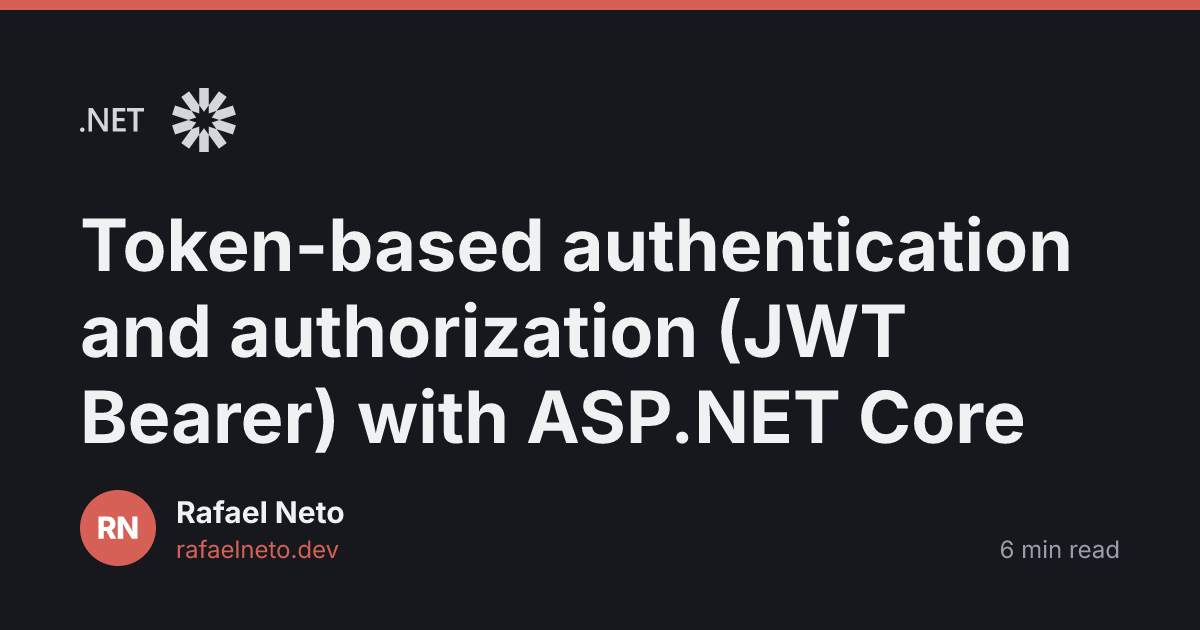 .NET
Token-based authentication
and authorization (JWT
Bearer) with ASP.NET Core
RN
Rafael Neto
rafaelneto.dev
6 min read